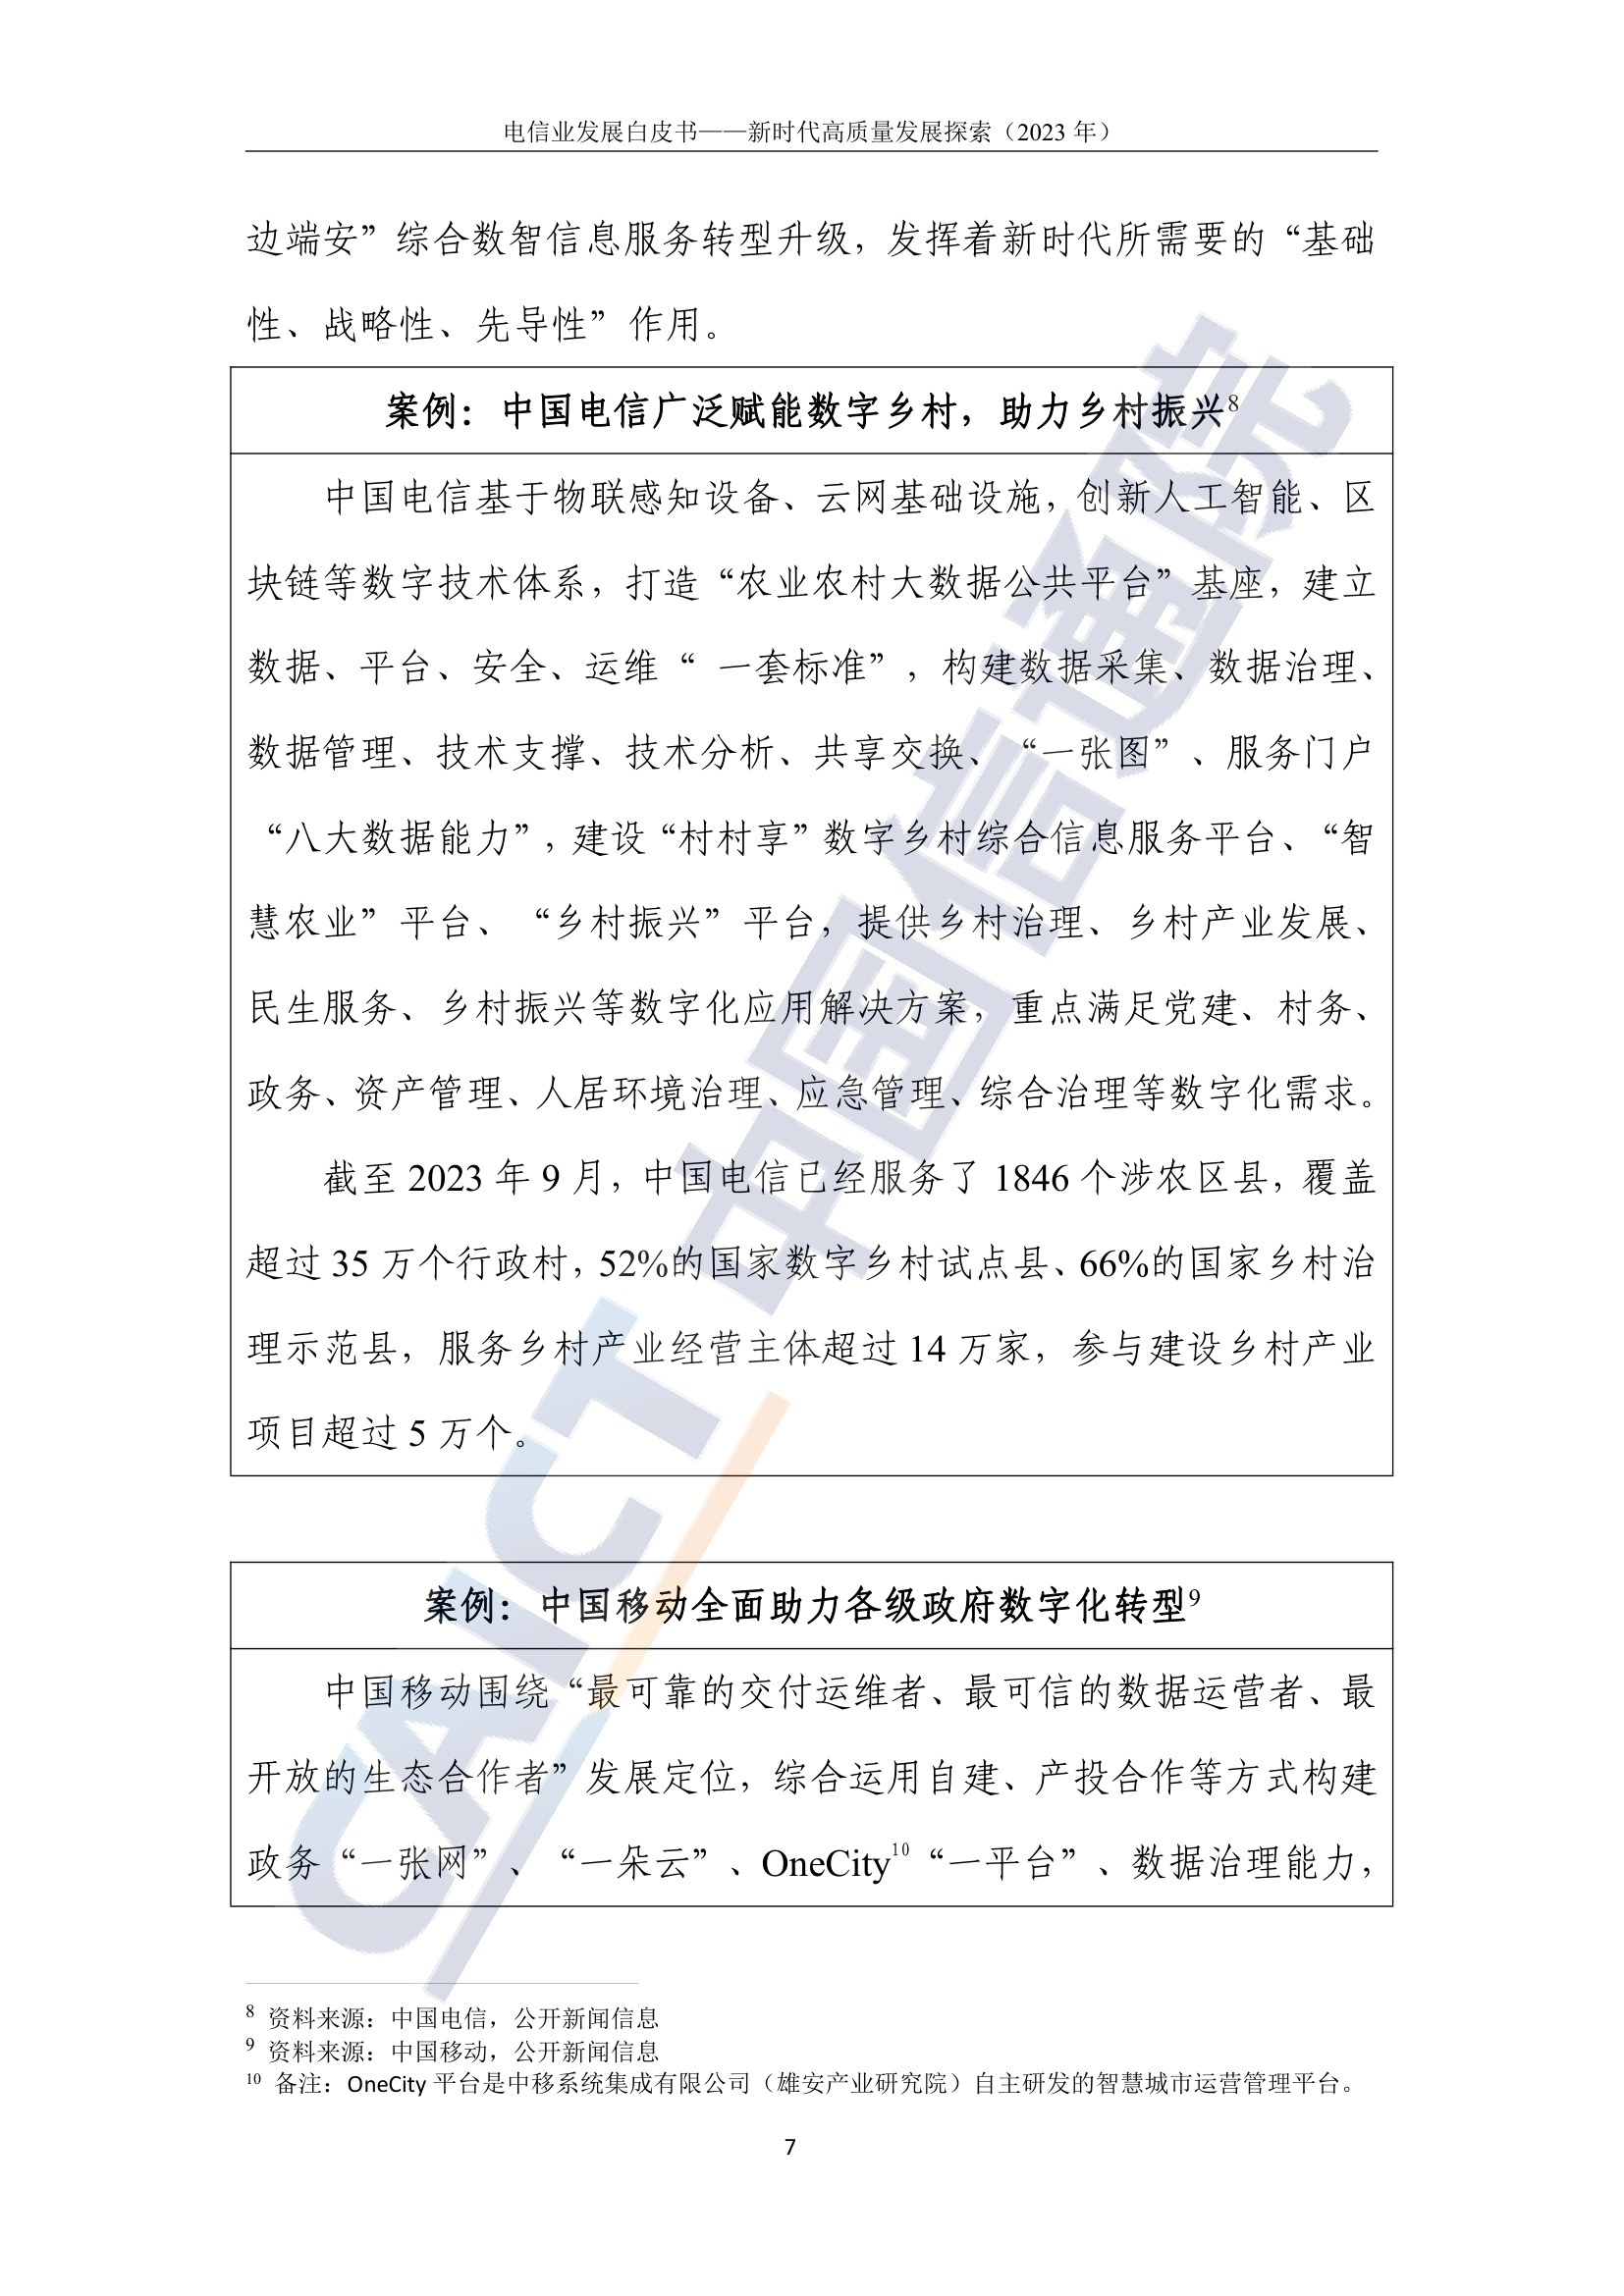 电信业发展白皮书——新时代高质量发展探索（2023 年）
边端安”综合数智信息服务转型升级，发挥着新时代所需要的“基础
性、战略性、先导性”作用。
案例：中国电信广泛赋能数字乡村，助力乡村振兴8
中国电信基于物联感知设备、云网基础设施，创新人工智能、区
块链等数字技术体系，打造“农业农村大数据公共平台”基座，建立
数据、平台、安全、运维“ 一套标准”，构建数据采集、数据治理、
数据管理、技术支撑、技术分析、共享交换、“一张图”、服务门户
“八大数据能力”，建设“村村享”数字乡村综合信息服务平台、“智
慧农业”平台、“乡村振兴”平台，提供乡村治理、乡村产业发展、
民生服务、乡村振兴等数字化应用解决方案，重点满足党建、村务、
政务、资产管理、人居环境治理、应急管理、综合治理等数字化需求。
截至 2023 年 9 月，中国电信已经服务了 1846 个涉农区县，覆盖
超过 35 万个行政村，52%的国家数字乡村试点县、66%的国家乡村治
理示范县，服务乡村产业经营主体超过 14 万家，参与建设乡村产业
项目超过 5 万个。
案例：中国移动全面助力各级政府数字化转型9
中国移动围绕“最可靠的交付运维者、最可信的数据运营者、最
开放的生态合作者”发展定位，综合运用自建、产投合作等方式构建
政务“一张网”、“一朵云”、OneCity10“一平台”、数据治理能力，
8 资料来源：中国电信，公开新闻信息
9 资料来源：中国移动，公开新闻信息
10 备注：OneCity 平台是中移系统集成有限公司（雄安产业研究院）自主研发的智慧城市运营管理平台。
7
CAICT 中国信通院